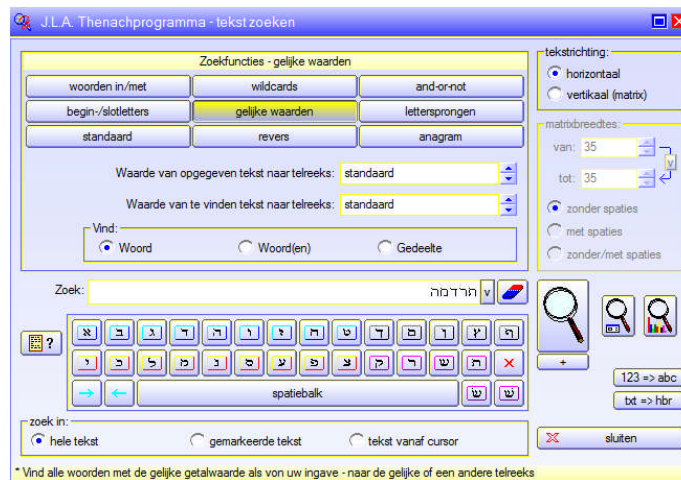 J.L.A. Thenachprogramma - tekst zoeken
Zoekfuncties - gelijke waarden
woorden in/met wildcards and-or-not
begin-/slotletters gelijke waarden lettersprongen
standaard revers anagram
Waarde van opgegeven tekst naar telreeks: standaard
Waarde van te vinden tekst naar telreeks: standaard
Vind:
Woord Woord(en) Gedeelte
tekstrichting:
horizontaal
vertikaal (matrix)
matrixbreedtes:
van: 35
v
tot: 35
zonder spaties
met spaties
zonder/met spaties
Zoek: תרדמה v
?
א ב ג ד ה ו ז ח ט ך ם ן ץ ף
י כ ל מ נ ס ע פ צ ק ר ש ת ×
→ ← spatiebalk שׂ שׁ
+
123 => abc
txt => hbr
zoek in:
hele tekst gemarkeerde tekst tekst vanaf cursor
sluiten
* Vind alle woorden met de gelijke getalwaarde als von uw ingave - naar de gelijke of een andere telreeks